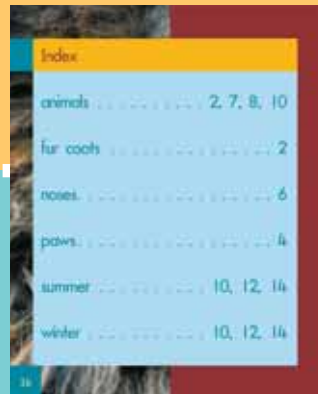 Index
animals . . . . . . . . . . 2, 7, 8, 10
fur coats . . . . . . . . . . . . . . . 2
noses. . . . . . . . . . . . . . . . . . 6
paws. . . . . . . . . . . . . . . . . . 4
summer . . . . . . . . . . 10, 12, 14
winter . . . . . . . . . . . 10, 12, 14